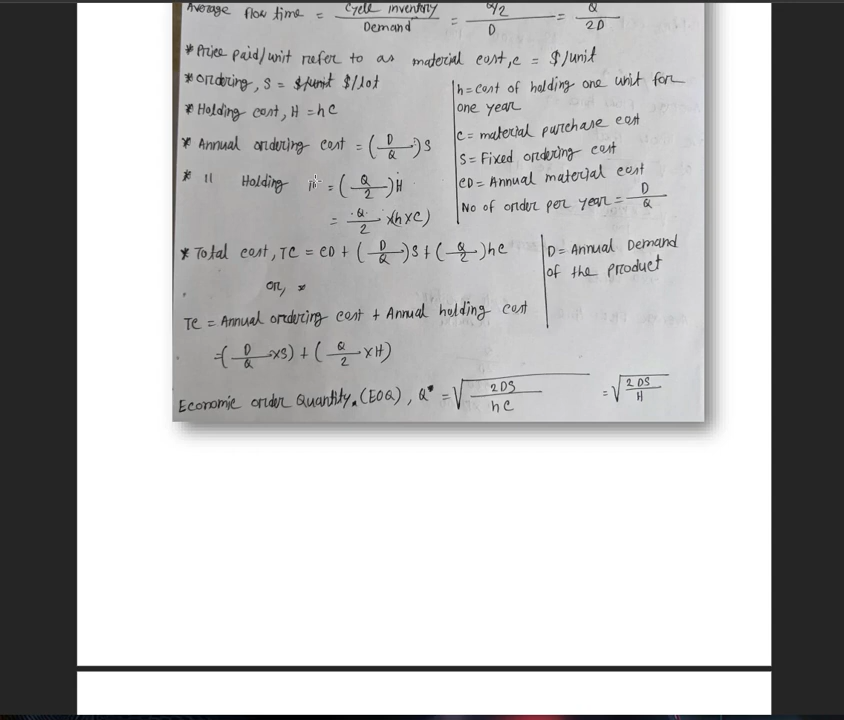 Average flow time = Cycle inventory / Demand = Q/2 / D = Q / 2D
* Price paid/unit refer to as material cost, c = $/unit
* Ordering, S = $/unit $/lot
* Holding cost, H = hC
* Annual ordering cost = (D/Q)S
* 11 Holding 11 = (Q/2)H
= Q/2 x(hxC)
h = cost of holding one unit for
one year
C = material purchase cost
S = Fixed ordering cost
CD = Annual material cost
No of order per year = D/Q
* Total cost, TC = CD + (D/Q)S + (Q/2)hC
or,
D = Annual Demand
of the product
TC = Annual ordering cost + Annual holding cost
=(D/Q xS) + (Q/2 xH)
Economic order Quantity. (EOQ), Q* = √(2DS / hC) = √(2DS / H)